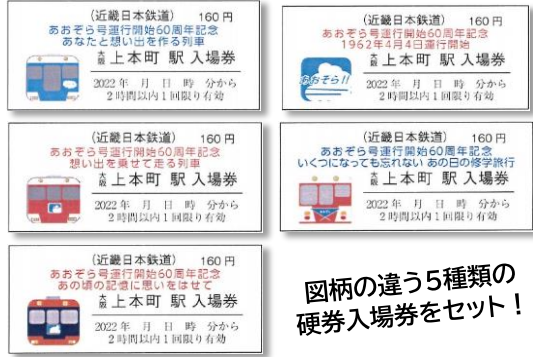 (近畿日本鉄道) 160円
あおぞら号運行開始60周年記念
あなたと想い出を作る列車
大阪 上本町 駅 入場券
2022年 月 日 時 分から
2時間以内1回限り有効
(近畿日本鉄道) 160円
あおぞら号運行開始60周年記念
1962年4月4日運行開始
大阪 上本町 駅 入場券
あおぞら!!
2022年 月 日 時 分から
2時間以内1回限り有効
(近畿日本鉄道) 160円
あおぞら号運行開始60周年記念
想い出を乗せて走る列車
大阪 上本町 駅 入場券
2022年 月 日 時 分から
2時間以内1回限り有効
(近畿日本鉄道) 160円
あおぞら号運行開始60周年記念
いくつになっても忘れない あの日の修学旅行
大阪 上本町 駅 入場券
2022年 月 日 時 分から
2時間以内1回限り有効
(近畿日本鉄道) 160円
あおぞら号運行開始60周年記念
あの頃の記憶に思いをはせて
大阪 上本町 駅 入場券
2022年 月 日 時 分から
2時間以内1回限り有効
図柄の違う5種類の
硬券入場券をセット!